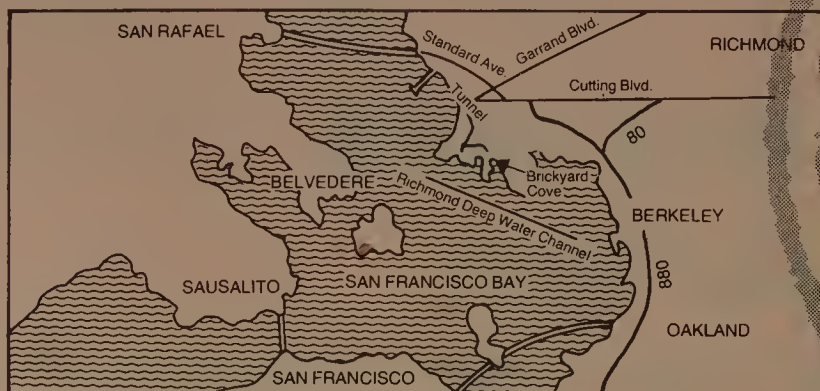 SAN RAFAEL
Standard Ave.
Garrand Blvd.
RICHMOND
Cutting Blvd.
Tunnel
80
BELVEDERE
Brickyard
Cove
Richmond Deep Water Channel
BERKELEY
SAUSALITO
SAN FRANCISCO BAY
880
OAKLAND
SAN FRANCISCO